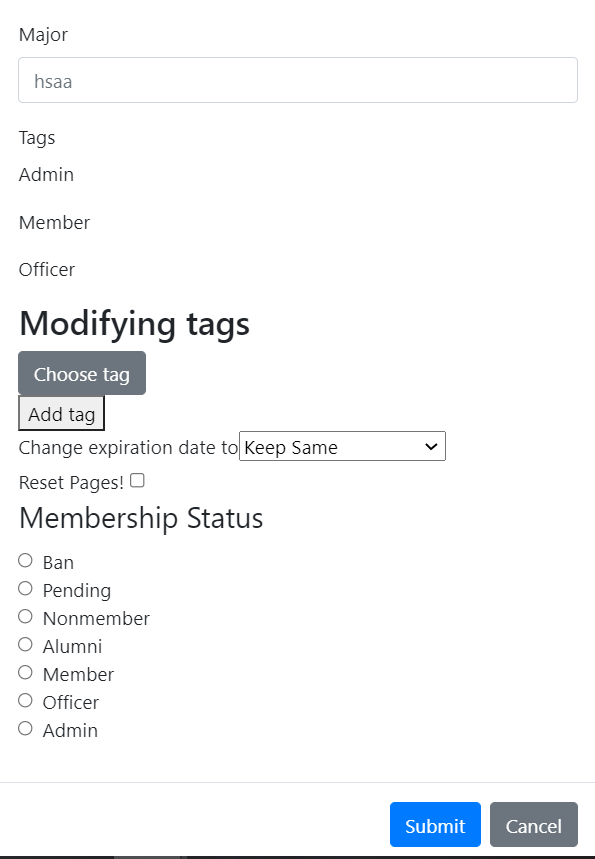 Major
hsaa
Tags
Admin
Member
Officer
Modifying tags
Choose tag
Add tag
Change expiration date to Keep Same
Reset Pages!
Membership Status
Ban
Pending
Nonmember
Alumni
Member
Officer
Admin
Submit Cancel